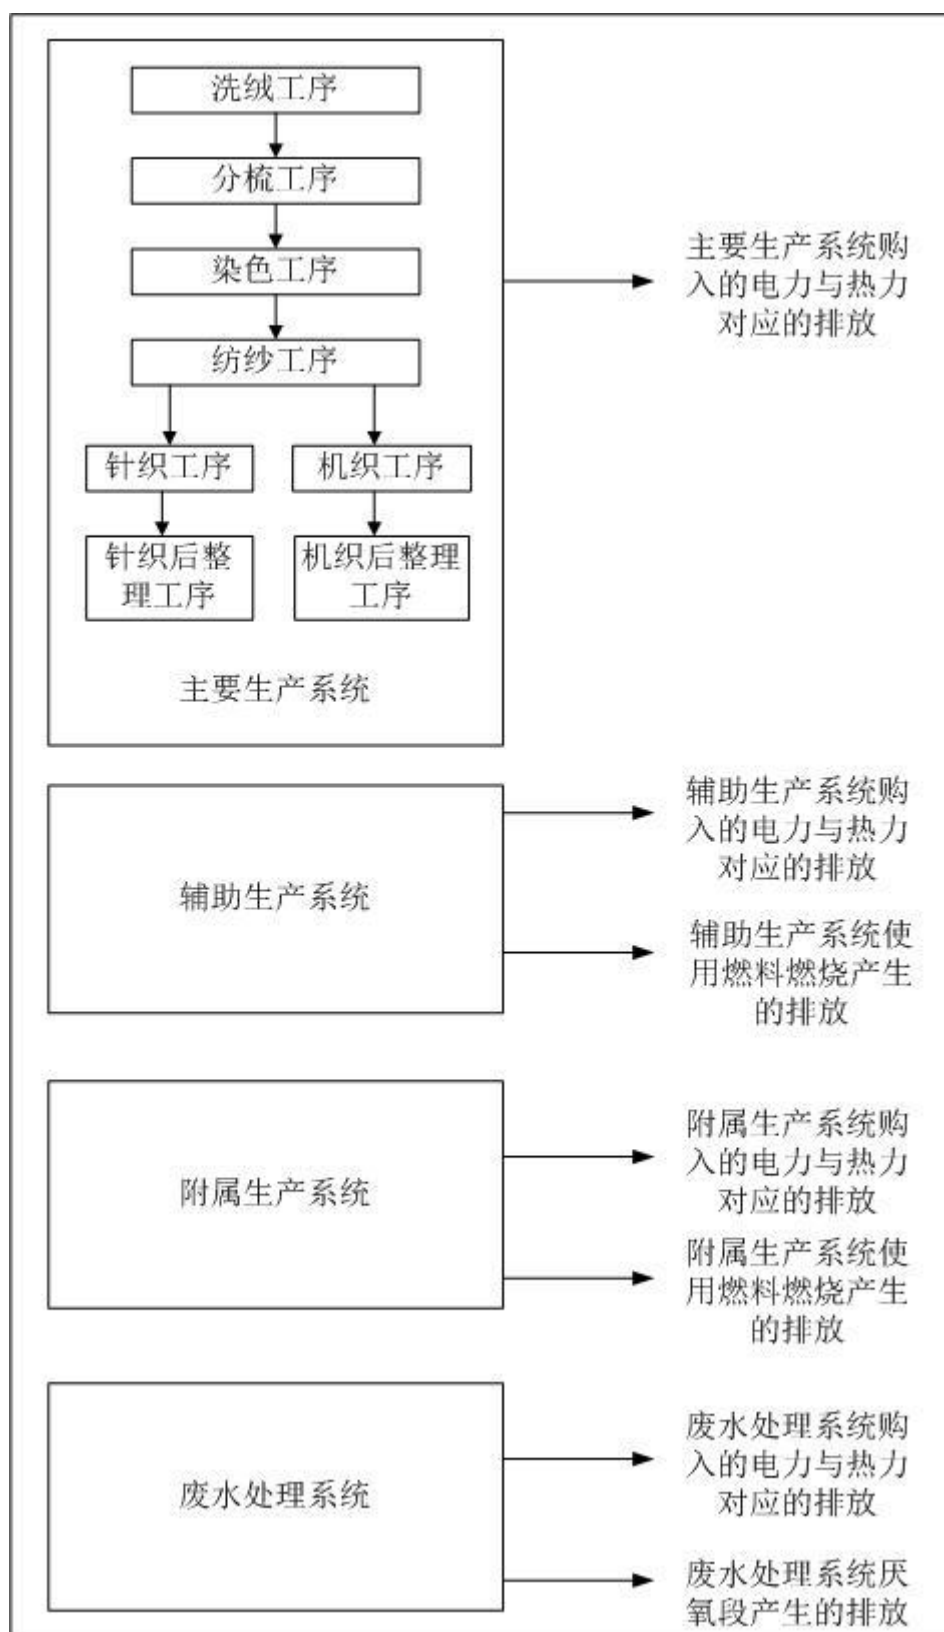 洗绒工序
分梳工序
染色工序
纺纱工序
针织工序
机织工序
针织后整
理工序
机织后整理
工序
主要生产系统
主要生产系统购
入的电力与热力
对应的排放
辅助生产系统
辅助生产系统购
入的电力与热力
对应的排放
辅助生产系统使
用燃料燃烧产生
的排放
附属生产系统
附属生产系统购
入的电力与热力
对应的排放
附属生产系统使
用燃料燃烧产生
的排放
废水处理系统
废水处理系统购
入的电力与热力
对应的排放
废水处理系统厌
氧段产生的排放